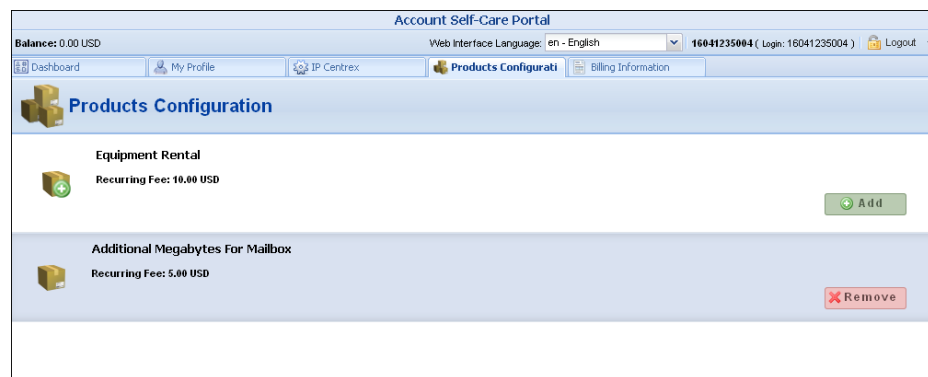 Account Self-Care Portal
Balance: 0.00 USD Web Interface Language: en - English 16041235004 ( Login: 16041235004 ) Logout
Dashboard My Profile IP Centrex Products Configurati Billing Information
Products Configuration
Equipment Rental
Recurring Fee: 10.00 USD
Add
Additional Megabytes For Mailbox
Recurring Fee: 5.00 USD
Remove